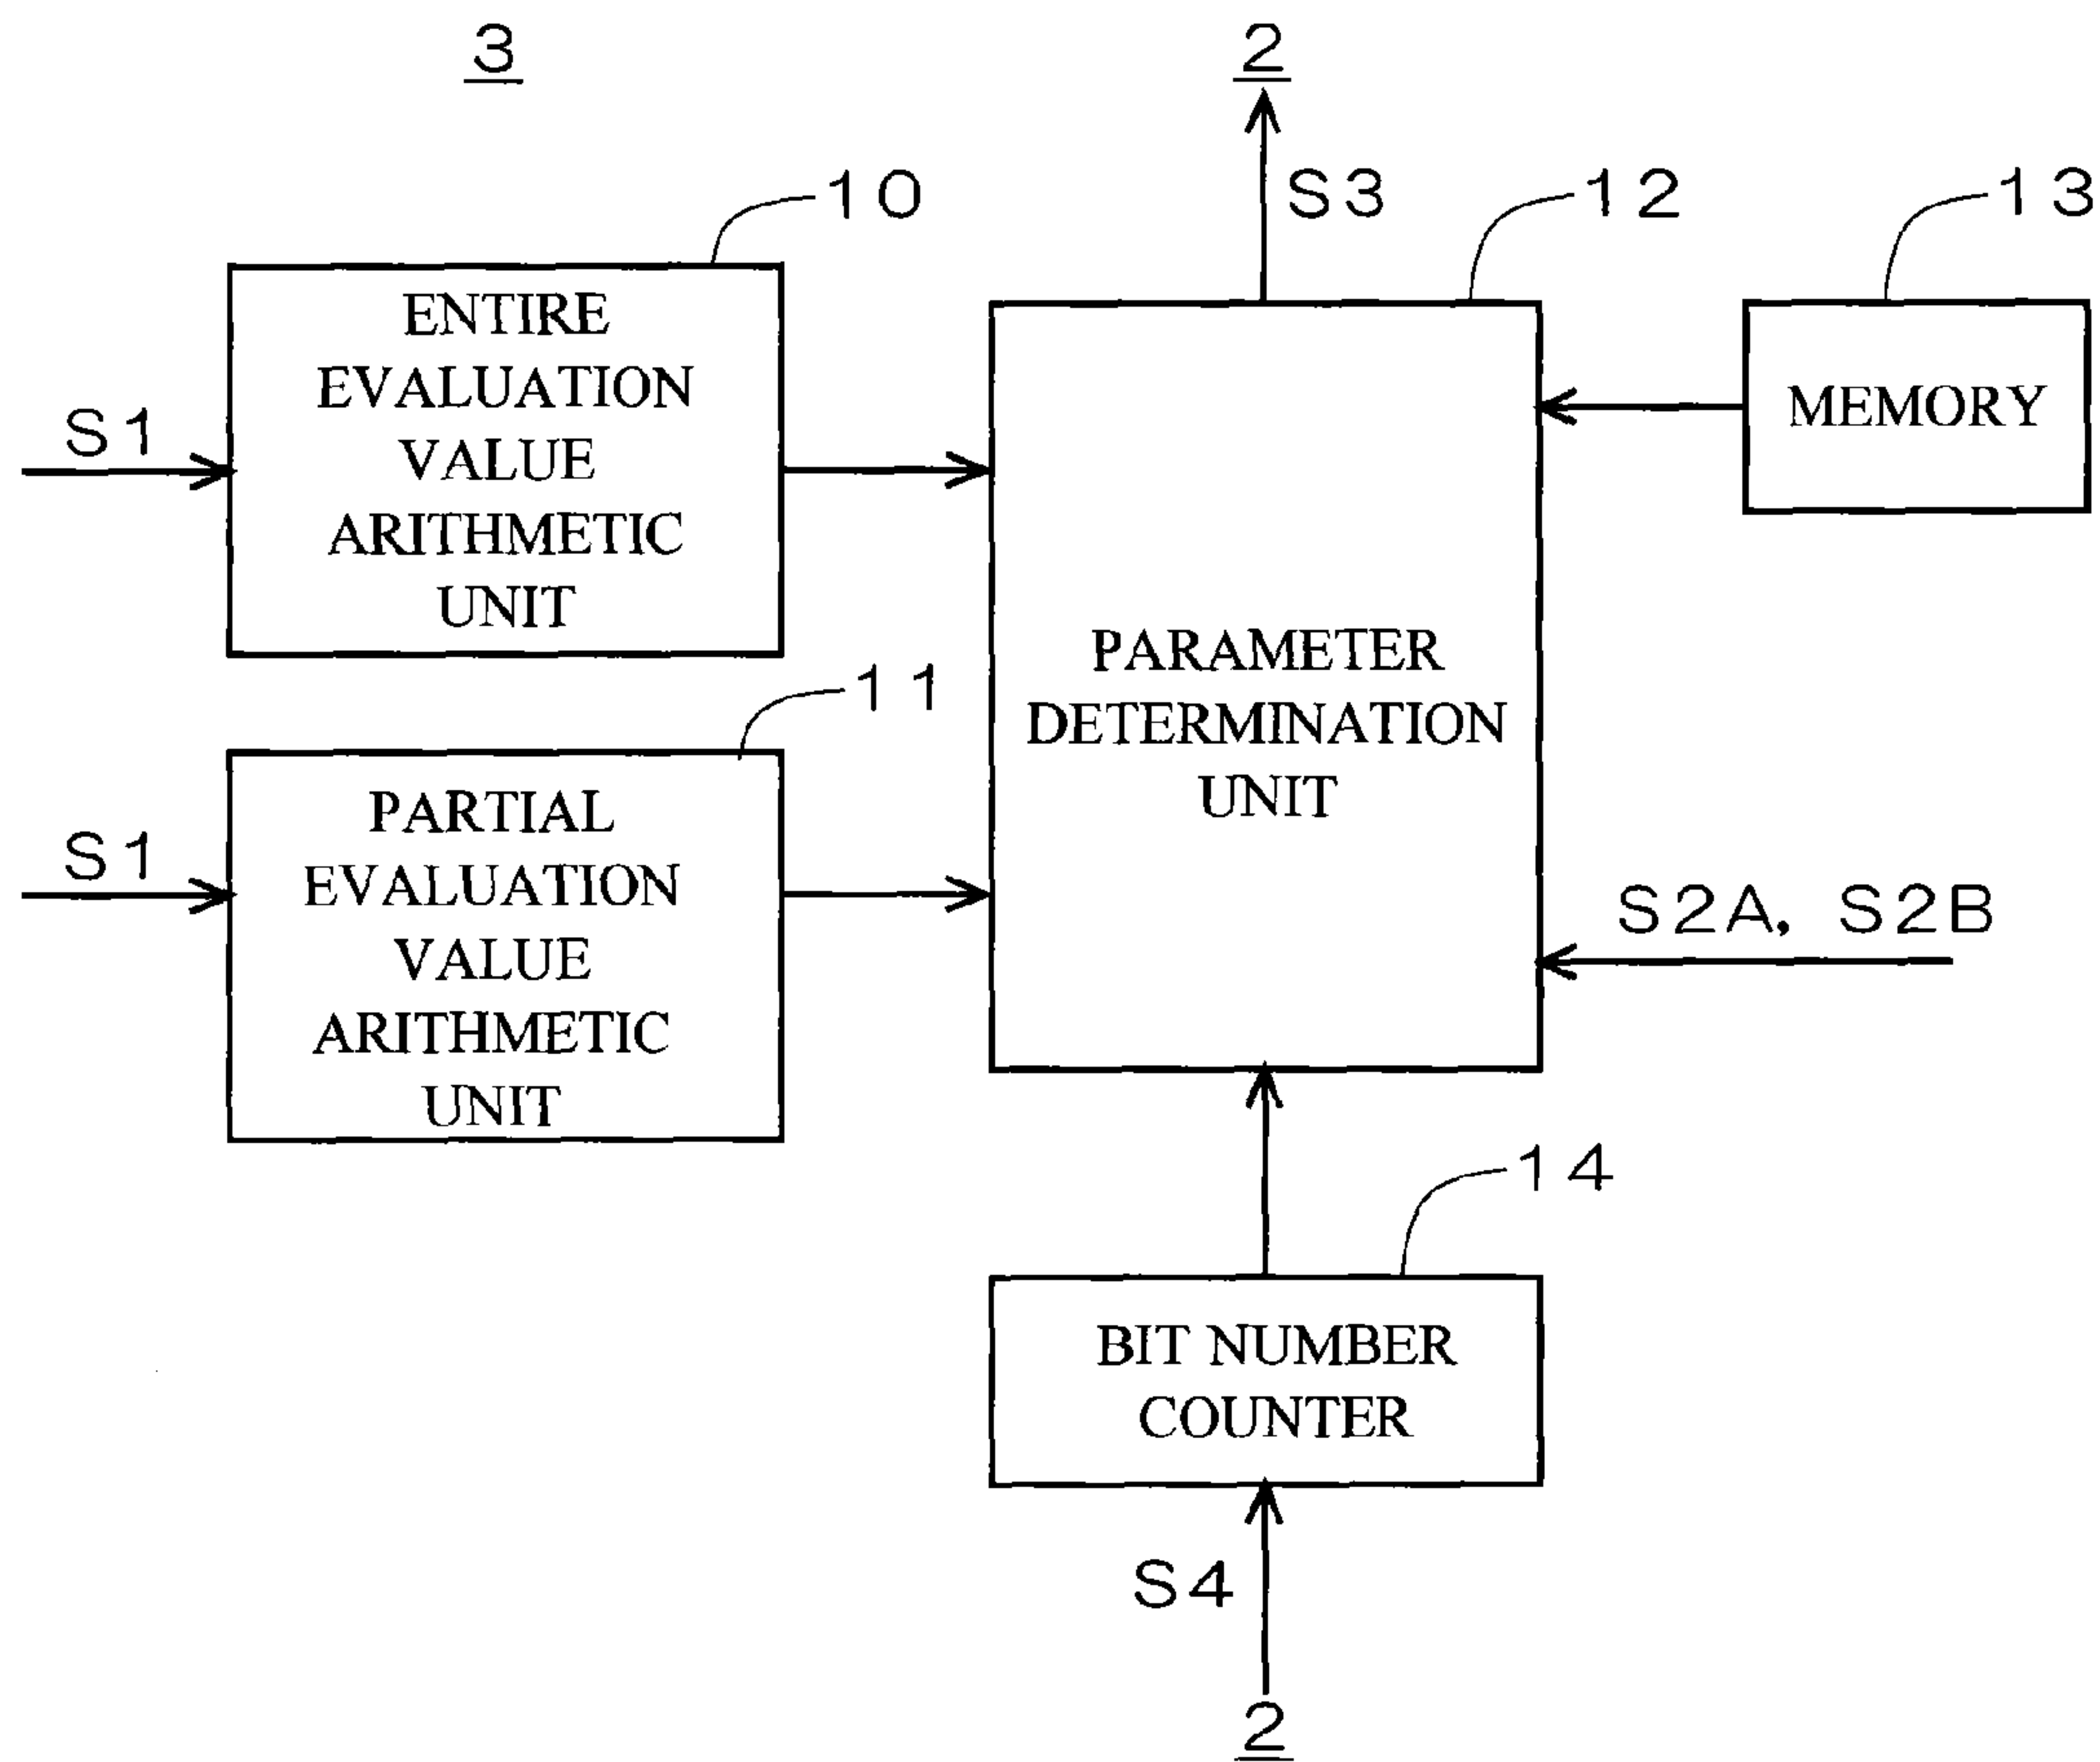 3
2
10
S3
12
13
ENTIRE
EVALUATION
VALUE
ARITHMETIC
UNIT
S1
MEMORY
PARAMETER
DETERMINATION
UNIT
11
S1
PARTIAL
EVALUATION
VALUE
ARITHMETIC
UNIT
S2A, S2B
14
BIT NUMBER
COUNTER
S4
2